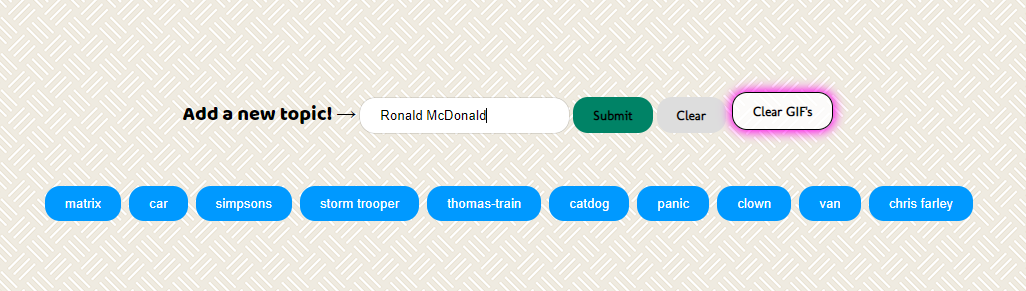 Add a new topic! → Ronald McDonald Submit Clear Clear GIF's
matrix car simpsons storm trooper thomas-train catdog panic clown van chris farley